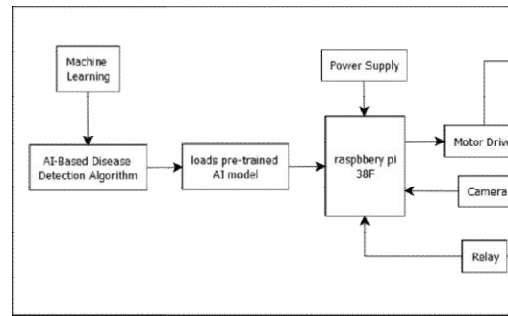 Machine
Learning
Power Supply
AI-Based Disease
Detection Algorithm
loads pre-trained
AI model
raspbbery pi
38F
Motor Drive
Camera
Relay